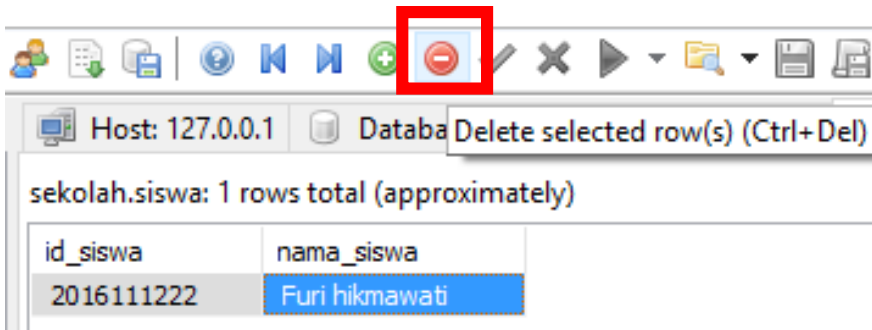 Host: 127.0.0.1 Databa
Delete selected row(s) (Ctrl+Del)
sekolah.siswa: 1 rows total (approximately)
id_siswa nama_siswa
2016111222 Furi hikmawati